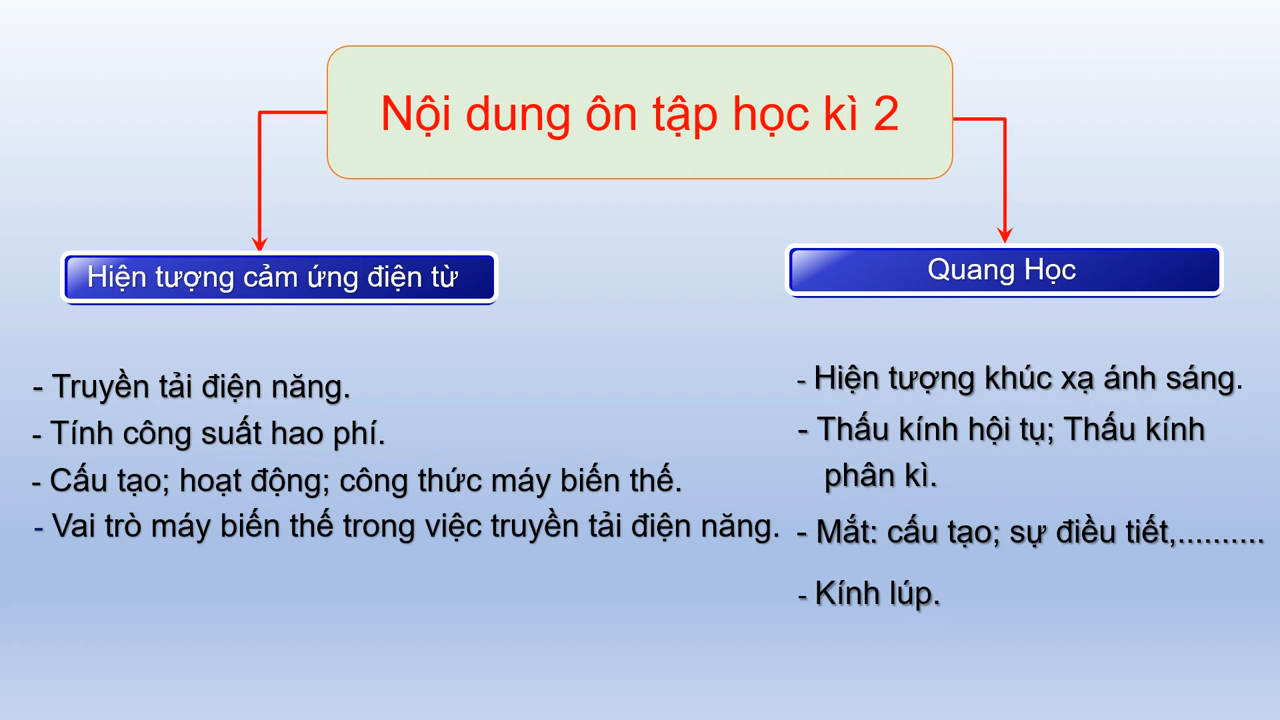 Nội dung ôn tập học kì 2
Hiện tượng cảm ứng điện từ
- Truyền tải điện năng.
- Tính công suất hao phí.
- Cấu tạo; hoạt động; công thức máy biến thế.
- Vai trò máy biến thế trong việc truyền tải điện năng.
Quang Học
- Hiện tượng khúc xạ ánh sáng.
- Thấu kính hội tụ; Thấu kính
phân kì.
- Mắt: cấu tạo; sự điều tiết,..........
- Kính lúp.